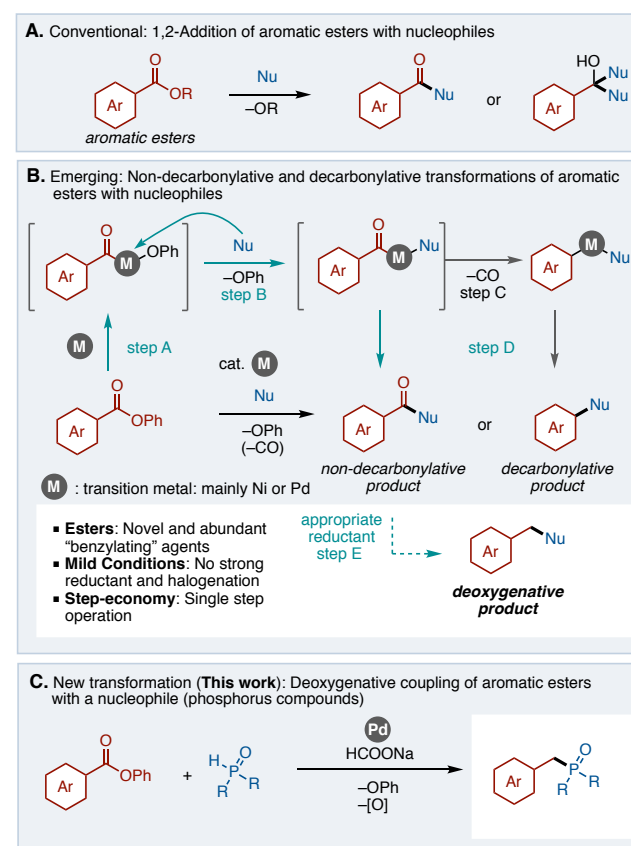 A. Conventional: 1,2-Addition of aromatic esters with nucleophiles
O
Ar
OR
aromatic esters
Nu
–OR
O
Ar
Nu
or
HO
Nu
Nu
Ar
B. Emerging: Non-decarbonylative and decarbonylative transformations of aromatic
esters with nucleophiles
O
M
OPh
Ar
Nu
–OPh
step B
O
M
Nu
Ar
–CO
step C
M
Nu
Ar
M
step A
step D
O
OPh
Ar
cat. M
Nu
–OPh
(–CO)
O
Nu
Ar
non-decarbonylative
product
or
Nu
Ar
decarbonylative
product
M : transition metal: mainly Ni or Pd
▪ Esters: Novel and abundant
“benzylating” agents
▪ Mild Conditions: No strong
reductant and halogenation
▪ Step-economy: Single step
operation
appropriate
reductant
step E
Ar
Nu
deoxygenative
product
C. New transformation (This work): Deoxygenative coupling of aromatic esters
with a nucleophile (phosphorus compounds)
O
OPh
Ar
+
H
O
P
R
R
Pd
HCOONa
–OPh
–[O]
Ar
O
P
R
R